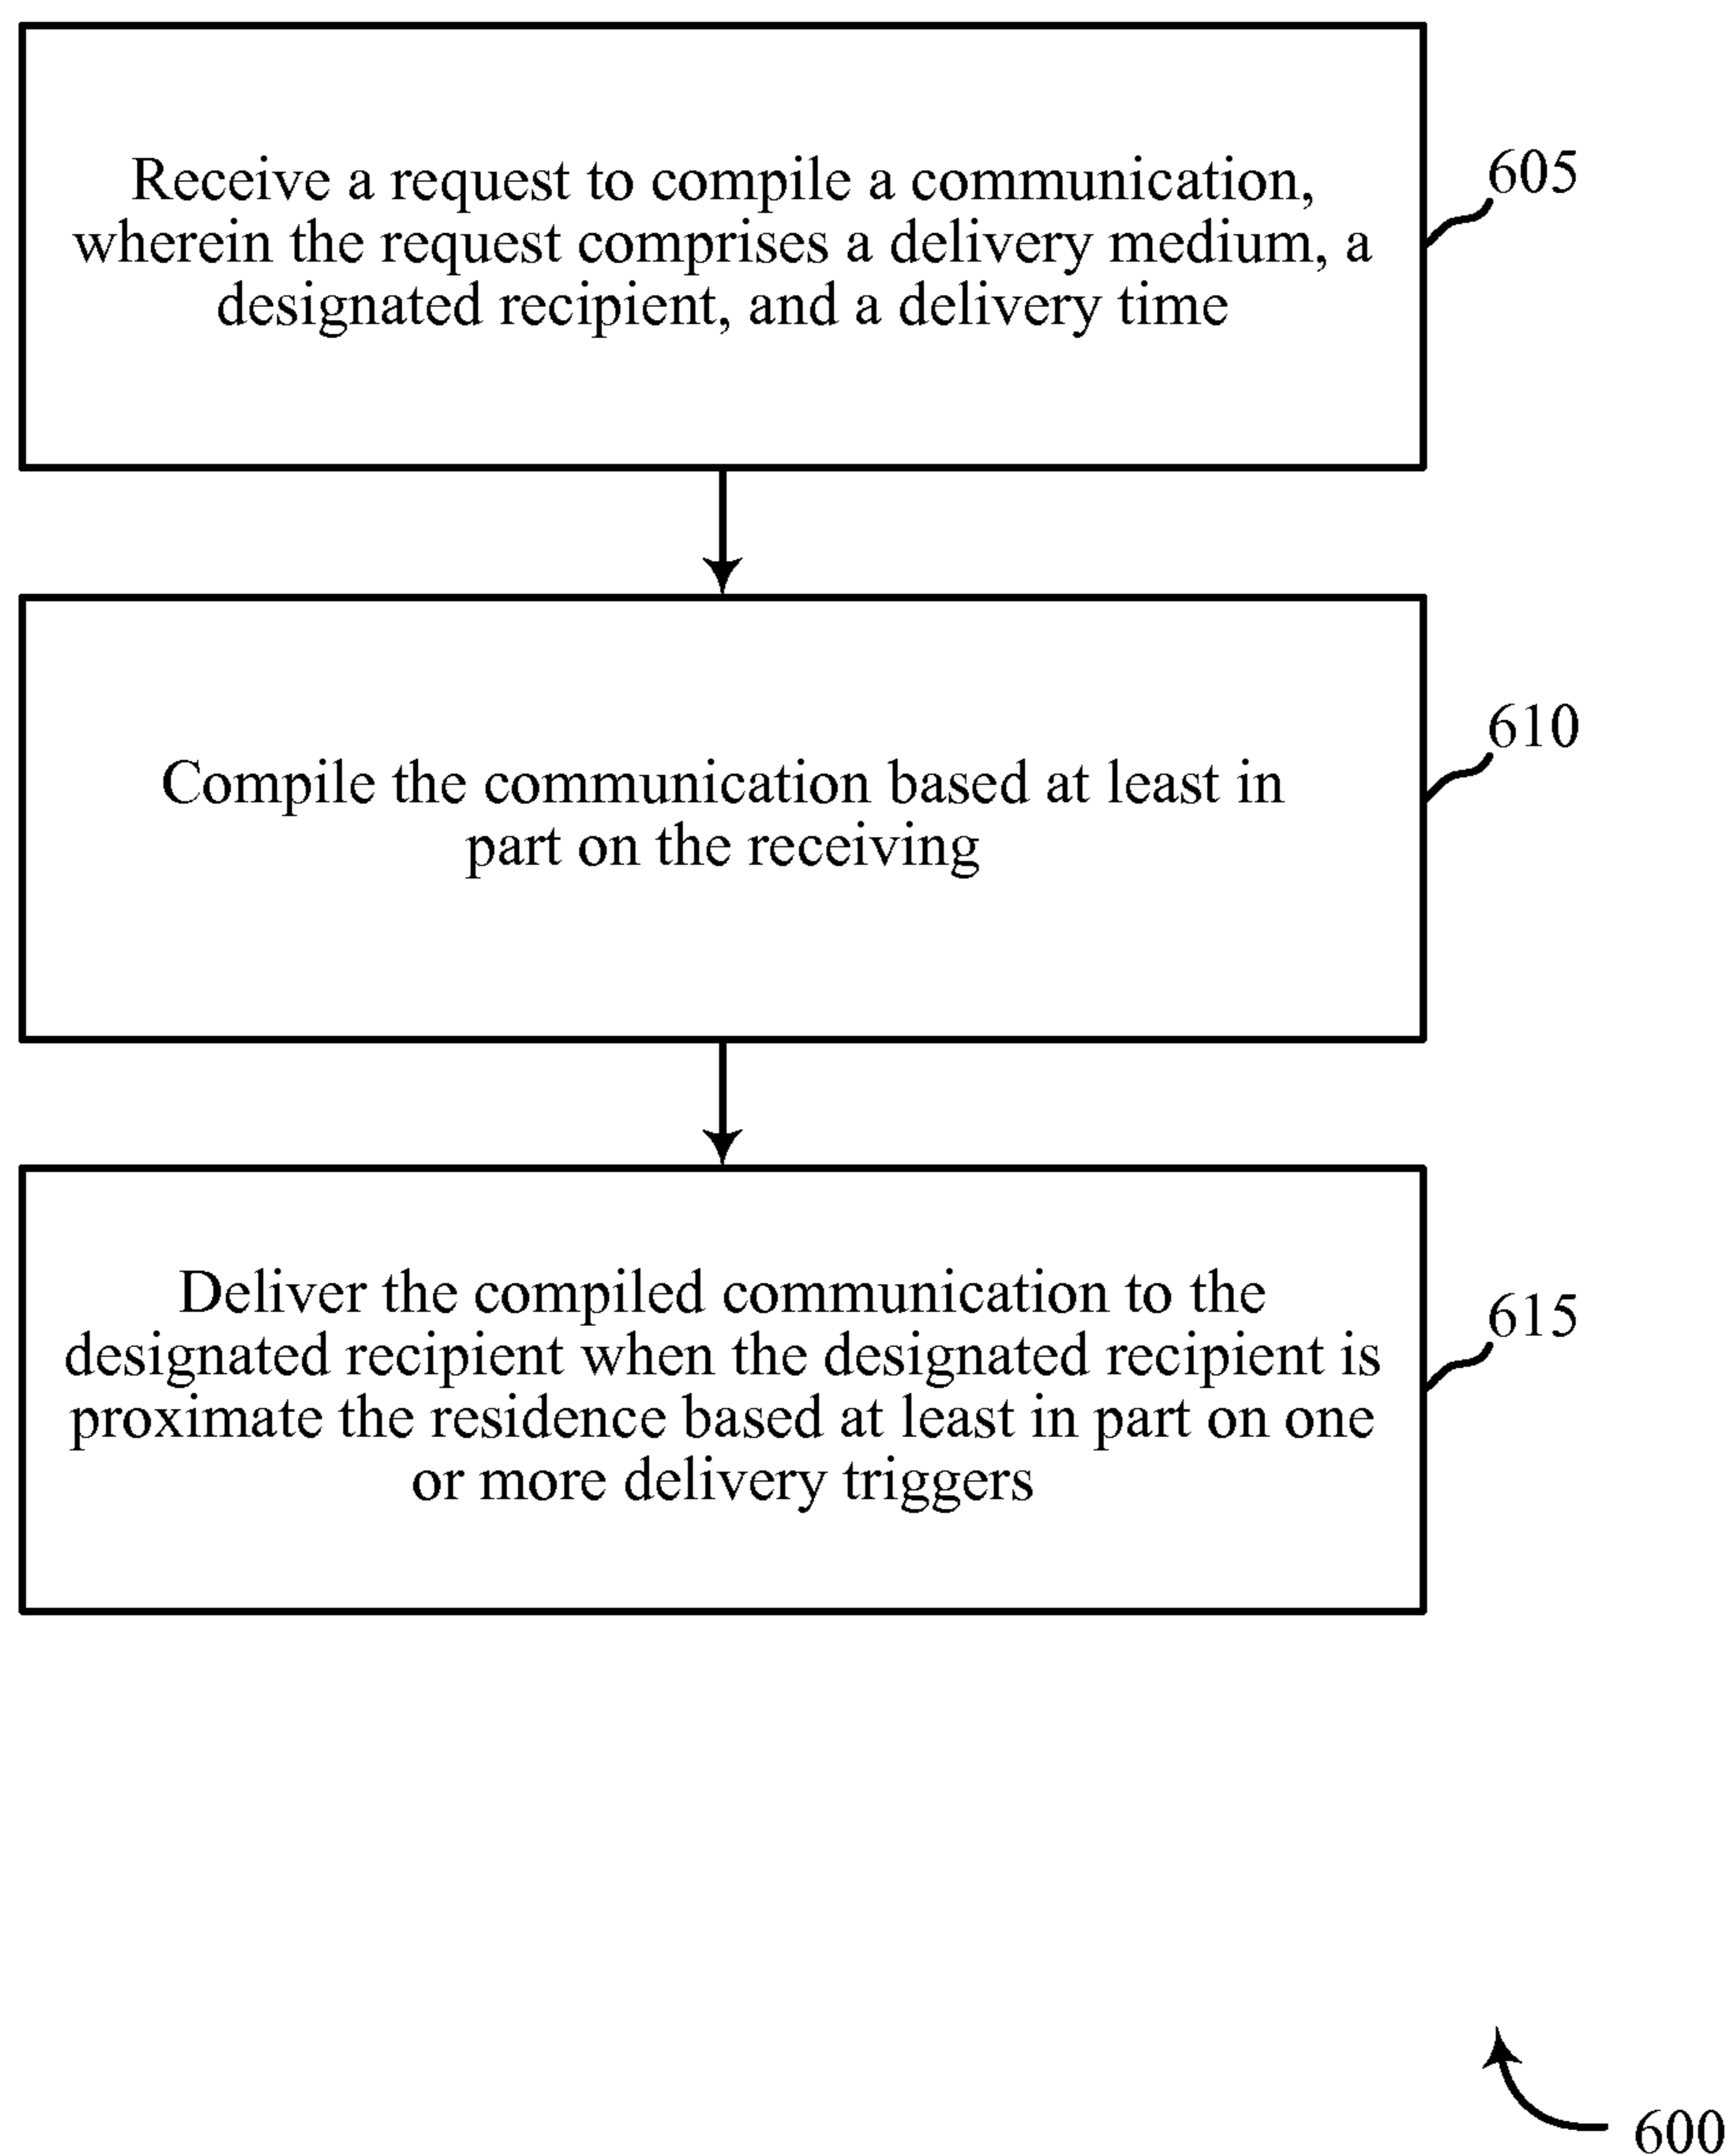 Receive a request to compile a communication,
wherein the request comprises a delivery medium, a
designated recipient, and a delivery time
605
Compile the communication based at least in
part on the receiving
610
Deliver the compiled communication to the
designated recipient when the designated recipient is
proximate the residence based at least in part on one
or more delivery triggers
615
600